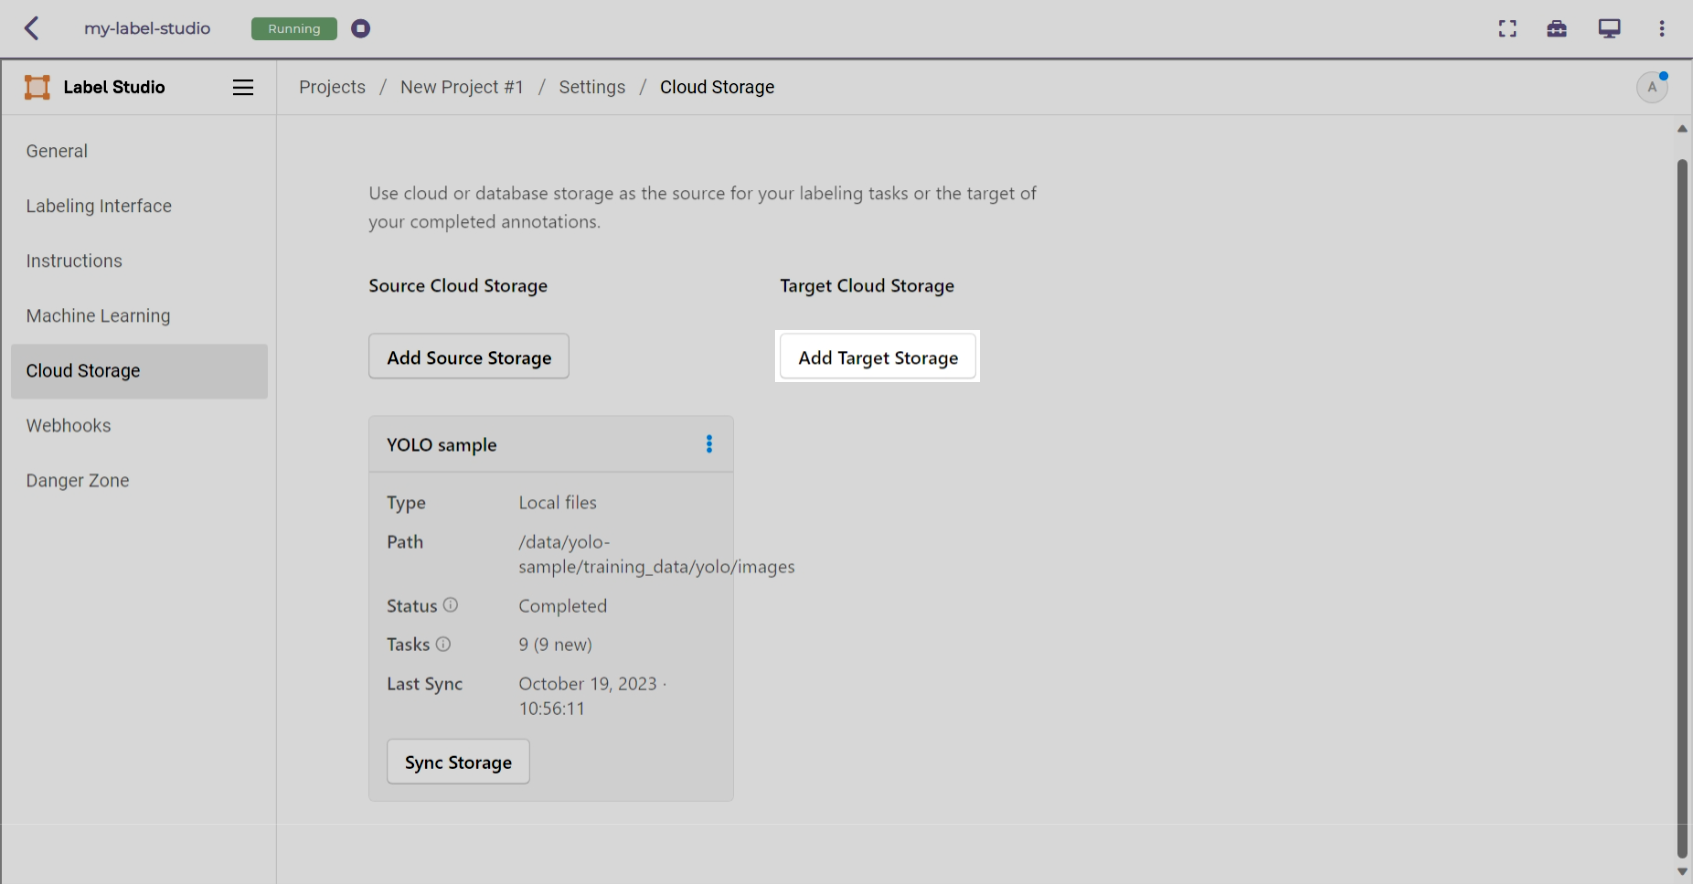 my-label-studio
Running
Label Studio
Projects / New Project #1 / Settings / Cloud Storage
A
General
Labeling Interface
Instructions
Machine Learning
Cloud Storage
Webhooks
Danger Zone
Use cloud or database storage as the source for your labeling tasks or the target of
your completed annotations.
Source Cloud Storage
Add Source Storage
Target Cloud Storage
Add Target Storage
YOLO sample
Type Local files
Path /data/yolo-
sample/training_data/yolo/images
Status Completed
Tasks 9 (9 new)
Last Sync October 19, 2023 ·
10:56:11
Sync Storage